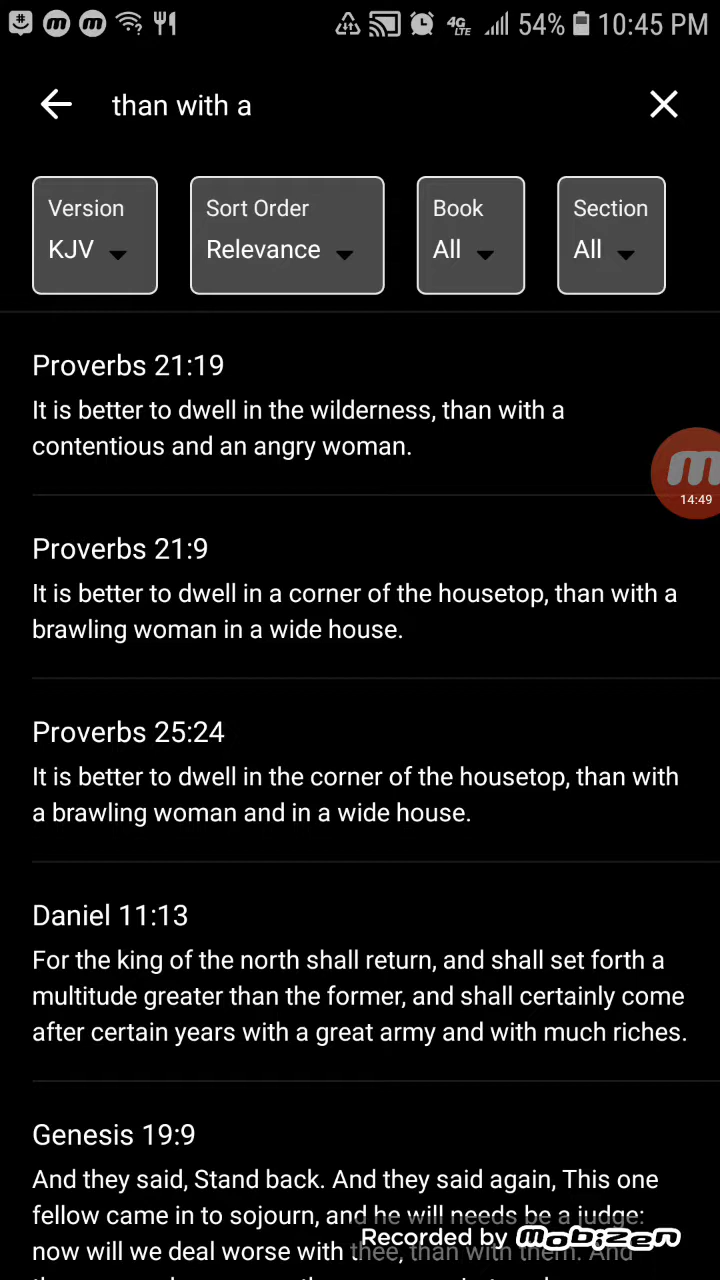 54% 10:45 PM
than with a
Version
KJV
Sort Order
Relevance
Book
All
Section
All
Proverbs 21:19
It is better to dwell in the wilderness, than with a
contentious and an angry woman.
14:49
Proverbs 21:9
It is better to dwell in a corner of the housetop, than with a
brawling woman in a wide house.
Proverbs 25:24
It is better to dwell in the corner of the housetop, than with
a brawling woman and in a wide house.
Daniel 11:13
For the king of the north shall return, and shall set forth a
multitude greater than the former, and shall certainly come
after certain years with a great army and with much riches.
Genesis 19:9
And they said, Stand back. And they said again, This one
fellow came in to sojourn, and he will needs be a judge:
Recorded by Mobizen
now will we deal worse with thee, than with them. And